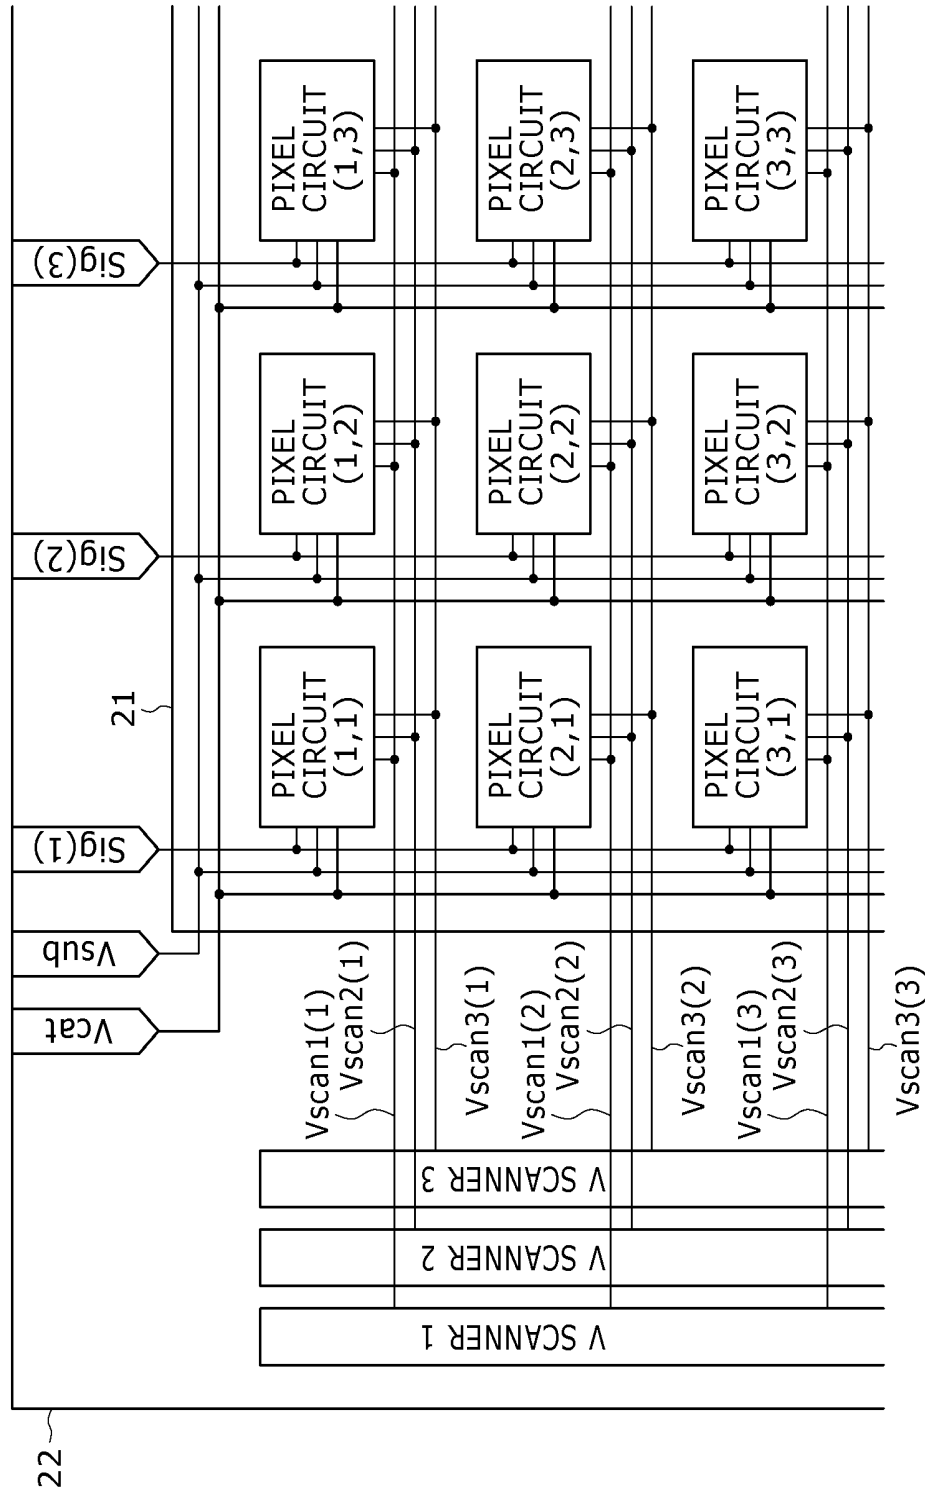 22
21
Vcat
Vsub
Sig(1)
Sig(2)
Sig(3)
V SCANNER 1
V SCANNER 2
V SCANNER 3
Vscan1(1)
Vscan2(1)
Vscan3(1)
PIXEL
CIRCUIT
(1,1)
PIXEL
CIRCUIT
(1,2)
PIXEL
CIRCUIT
(1,3)
Vscan1(2)
Vscan2(2)
Vscan3(2)
PIXEL
CIRCUIT
(2,1)
PIXEL
CIRCUIT
(2,2)
PIXEL
CIRCUIT
(2,3)
Vscan1(3)
Vscan2(3)
Vscan3(3)
PIXEL
CIRCUIT
(3,1)
PIXEL
CIRCUIT
(3,2)
PIXEL
CIRCUIT
(3,3)